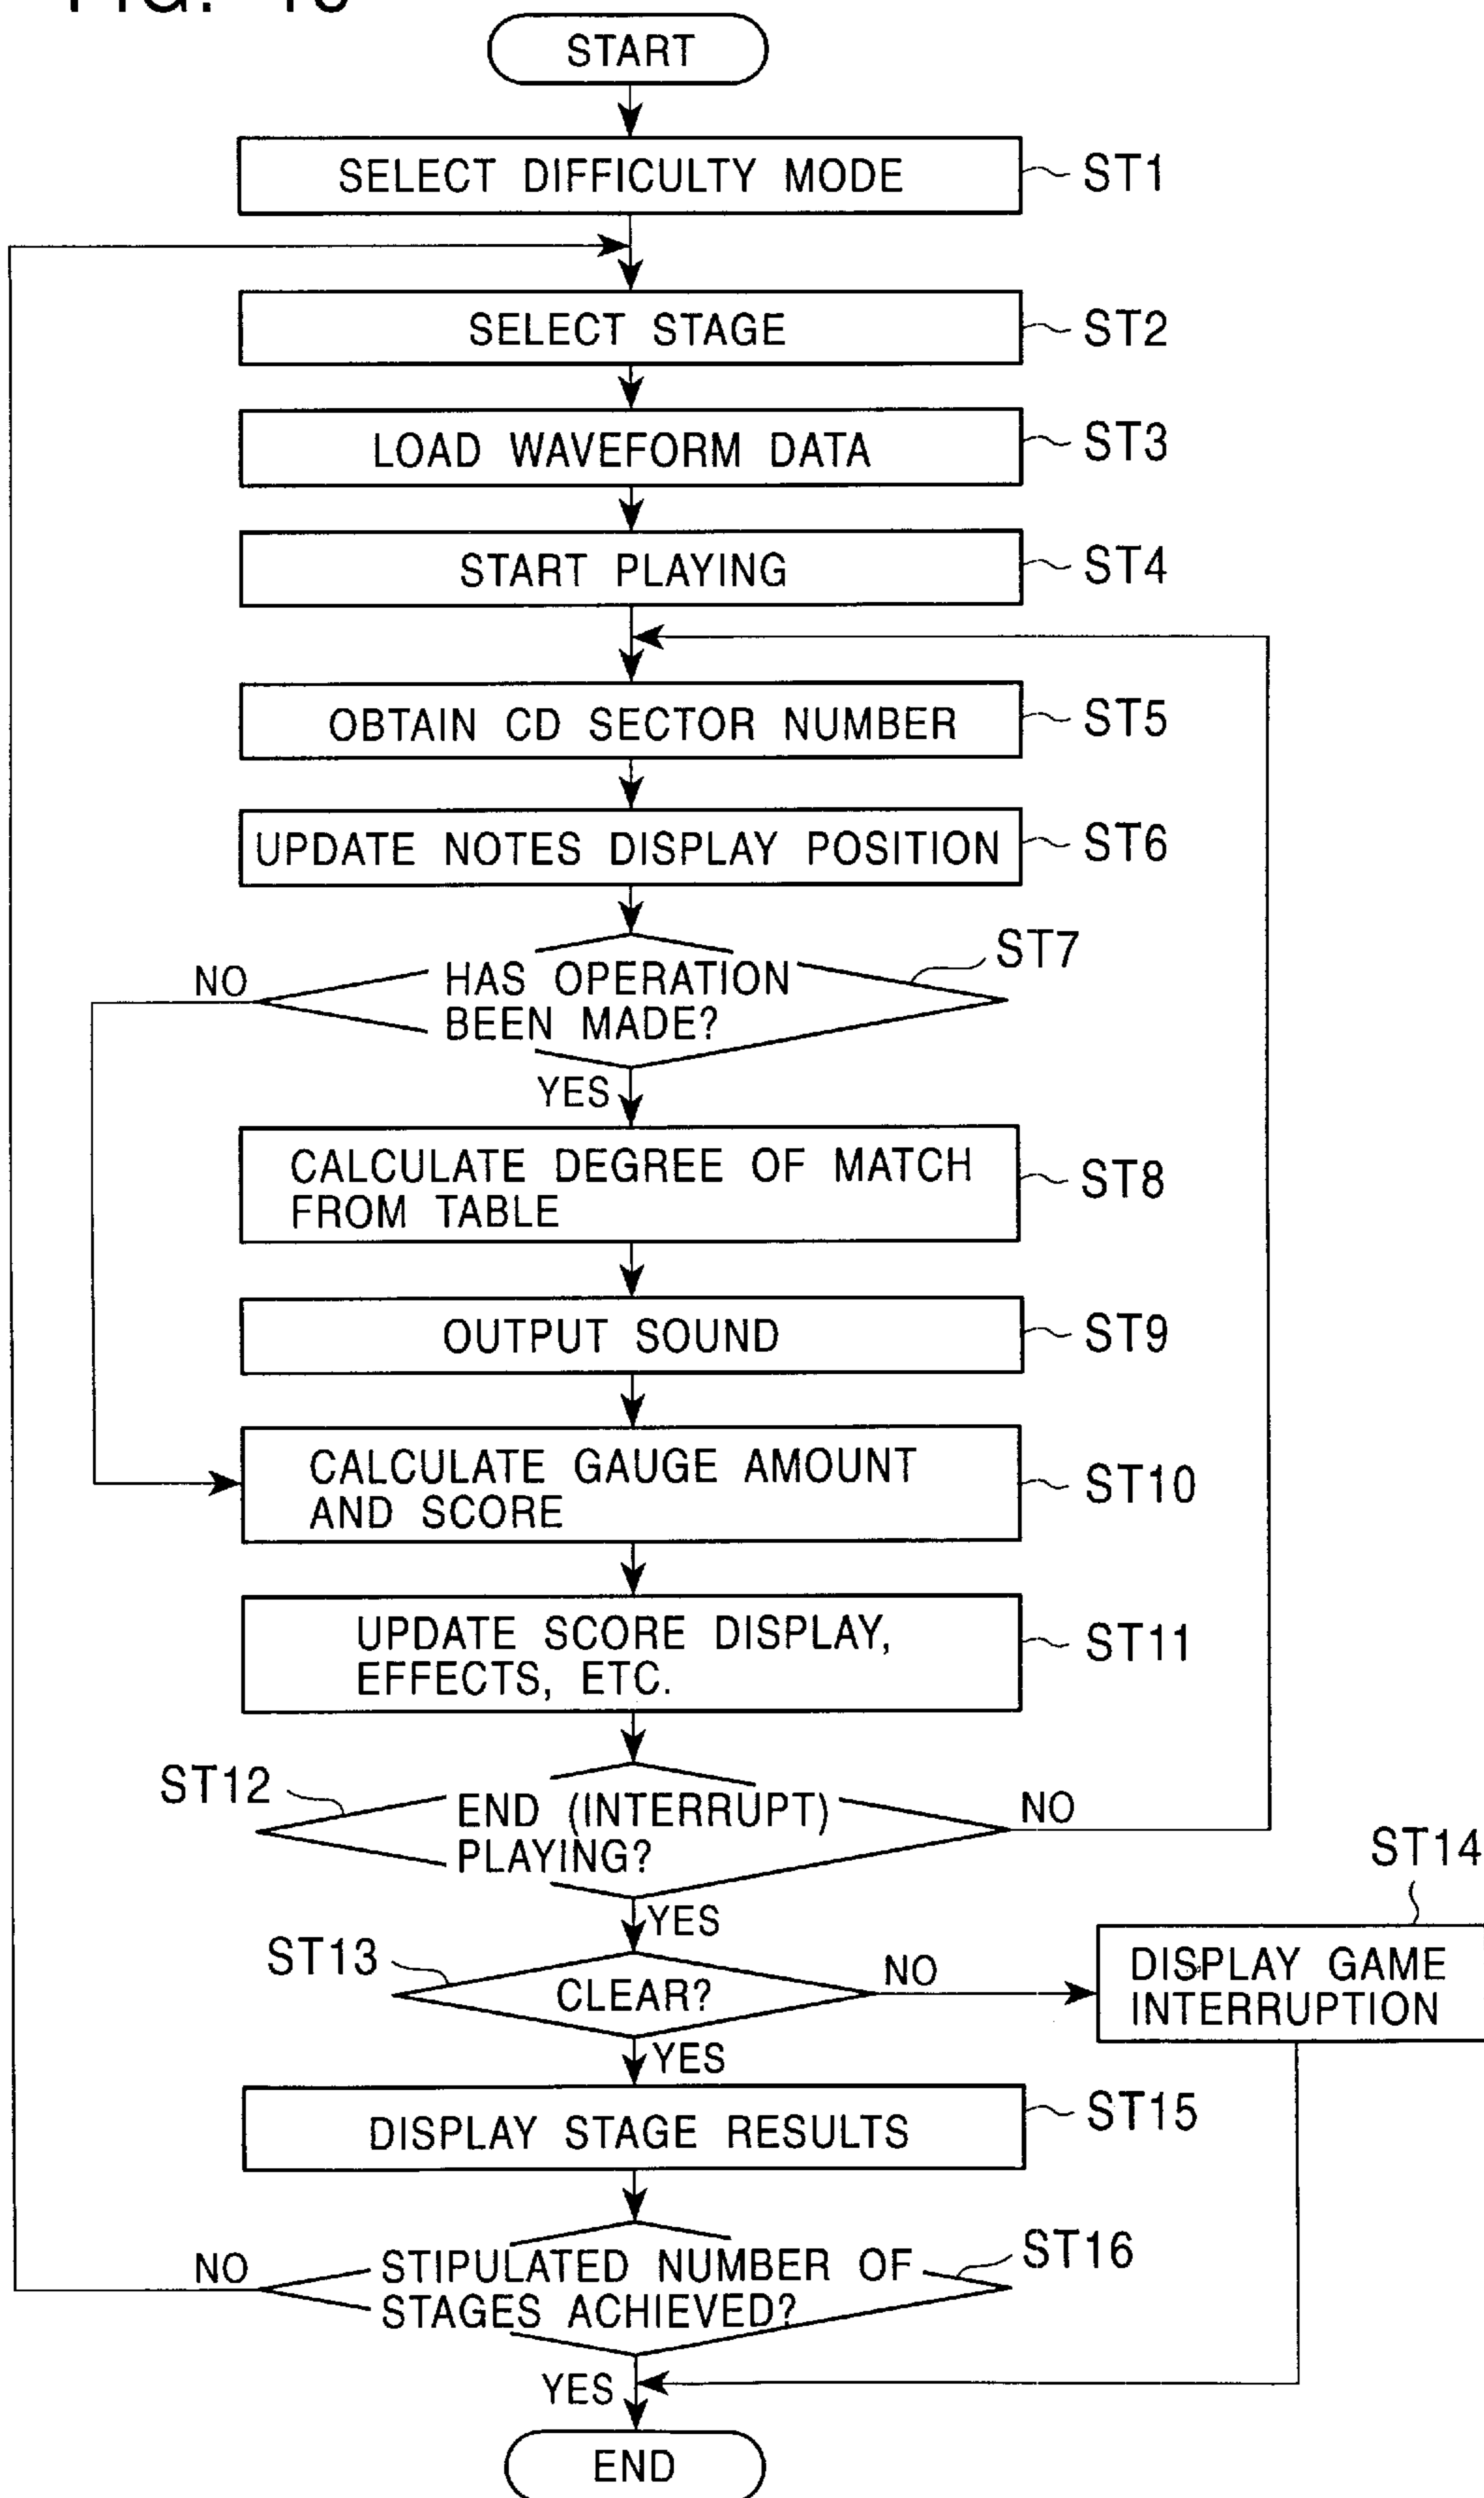 START
SELECT DIFFICULTY MODE
ST1
SELECT STAGE
ST2
LOAD WAVEFORM DATA
ST3
START PLAYING
ST4
OBTAIN CD SECTOR NUMBER
ST5
UPDATE NOTES DISPLAY POSITION
ST6
ST7
NO
HAS OPERATION
BEEN MADE?
YES
CALCULATE DEGREE OF MATCH
FROM TABLE
ST8
OUTPUT SOUND
ST9
CALCULATE GAUGE AMOUNT
AND SCORE
ST10
UPDATE SCORE DISPLAY,
EFFECTS, ETC.
ST11
ST12
END (INTERRUPT)
PLAYING?
NO
YES
ST14
ST13
CLEAR?
NO
DISPLAY GAME
INTERRUPTION
YES
DISPLAY STAGE RESULTS
ST15
ST16
NO
STIPULATED NUMBER OF
STAGES ACHIEVED?
YES
END